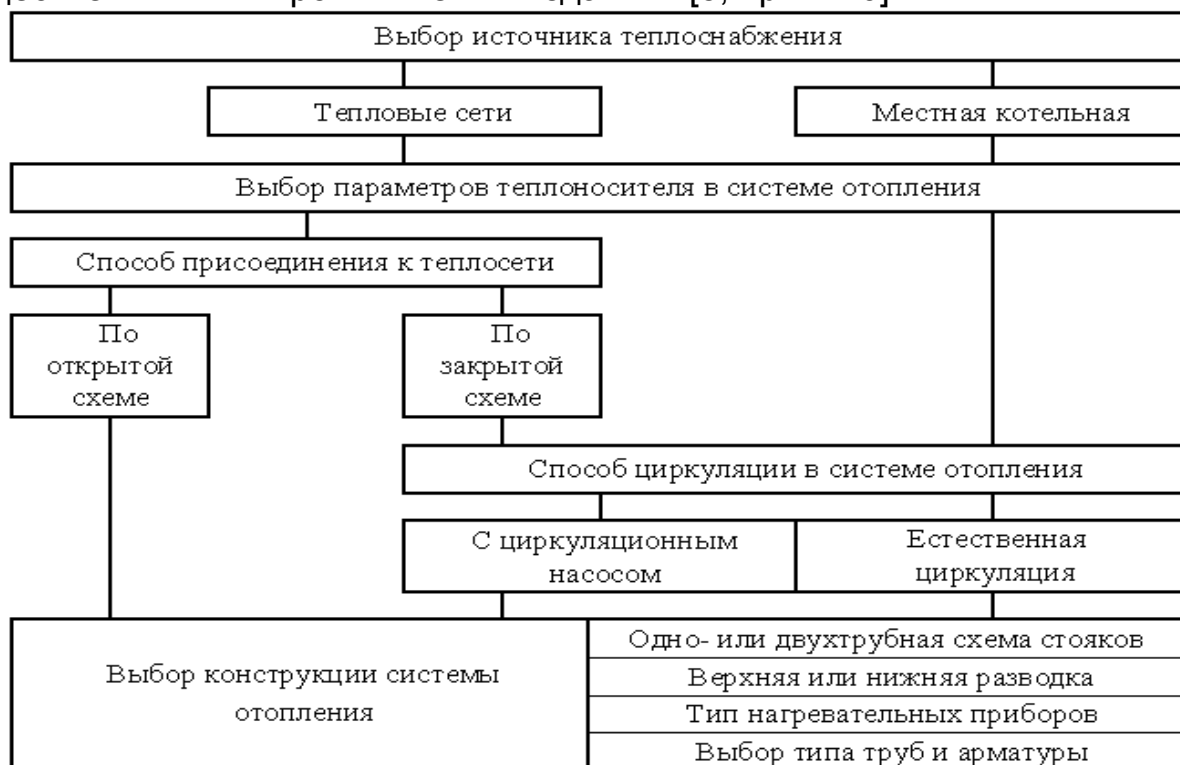 Выбор источника теплоснабжения
Тепловые сети
Местная котельная
Выбор параметров теплоносителя в системе отопления
Способ присоединения к теплосети
По
открытой
схеме
По
закрытой
схеме
Способ циркуляции в системе отопления
С циркуляционным
насосом
Естественная
циркуляция
Выбор конструкции системы
отопления
Одно- или двухтрубная схема стояков
Верхняя или нижняя разводка
Тип нагревательных приборов
Выбор типа труб и арматуры